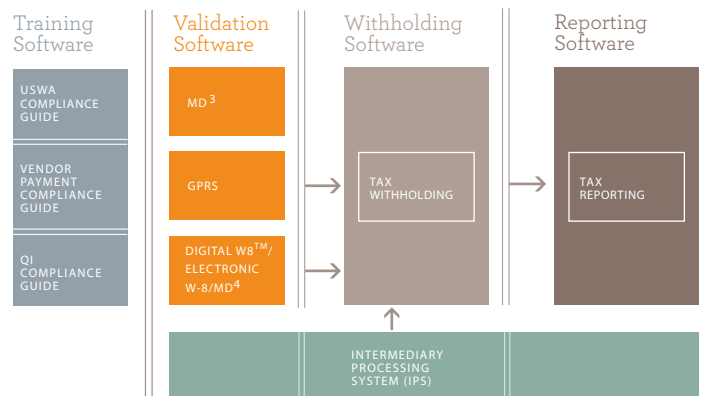 Training
Software
Validation
Software
Withholding
Software
Reporting
Software
USWA
COMPLIANCE
GUIDE
VENDOR
PAYMENT
COMPLIANCE
GUIDE
QI
COMPLIANCE
GUIDE
MD3
GPRS
DIGITAL W8TM/
ELECTRONIC
W-8/MD4
TAX
WITHHOLDING
TAX
REPORTING
INTERMEDIARY
PROCESSING
SYSTEM (IPS)